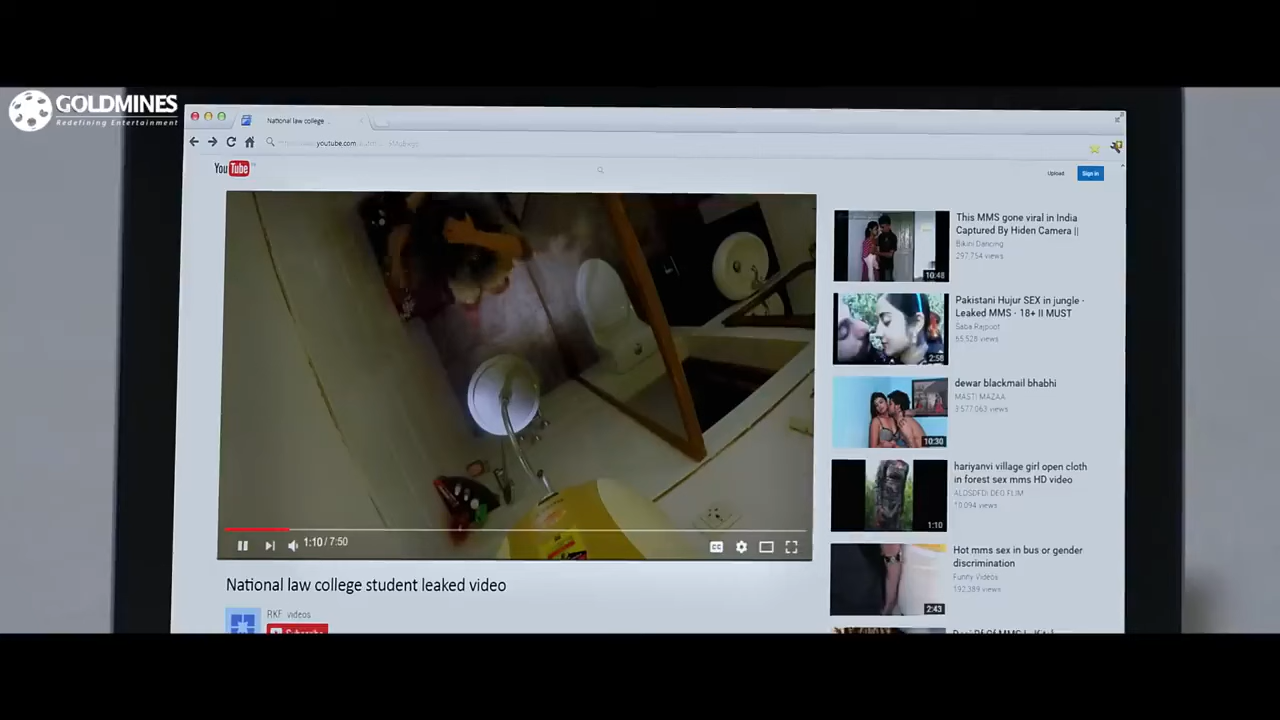 GOLDMINES
Redefining Entertainment
National law college
youtube.com
YouTube
Upload
Sign in
This MMS gone viral in India
Captured By Hiden Camera ||
Bikini Dancing
297,754 views
10:48
Pakistani Hujur SEX in jungle -
Leaked MMS - 18+ II MUST
Saba Rajpoot
65,528 views
2:58
dewar blackmail bhabhi
MASTI MAZAA
3 577 063 views
10:30
hariyanvi village girl open cloth
in forest sex mms HD video
10 094 views
1:10
Hot mms sex in bus or gender
discrimination
Funny Videos
192,389 views
2:43
1:10 / 7:50
CC
National law college student leaked video
RKF videos
Subscribe